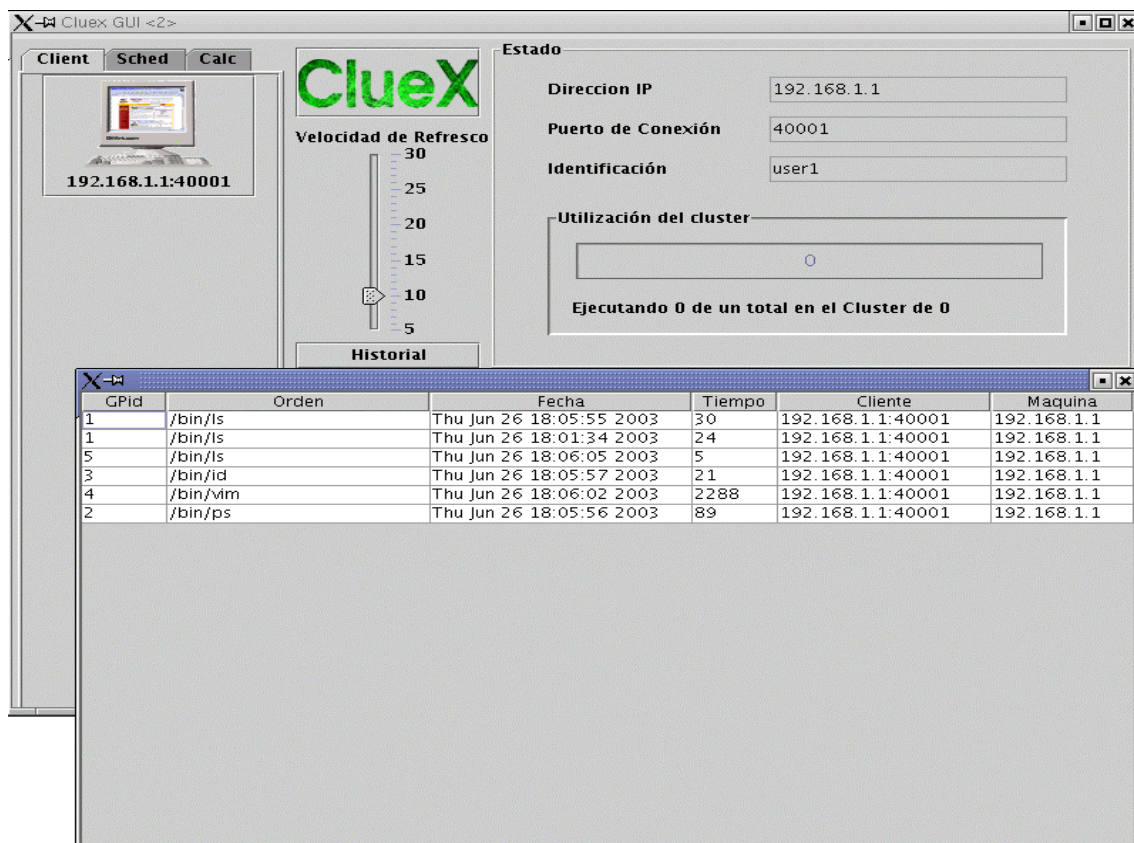 Cluex GUI <2>
Client Sched Calc
192.168.1.1:40001
ClueX
Velocidad de Refresco
30
25
20
15
10
5
Historial
Estado
Direccion IP 192.168.1.1
Puerto de Conexión 40001
Identificación user1
Utilización del cluster
0
Ejecutando 0 de un total en el Cluster de 0
GPid Orden Fecha Tiempo Cliente Maquina
1 /bin/ls Thu Jun 26 18:05:55 2003 30 192.168.1.1:40001 192.168.1.1
1 /bin/ls Thu Jun 26 18:01:34 2003 24 192.168.1.1:40001 192.168.1.1
5 /bin/ls Thu Jun 26 18:06:05 2003 5 192.168.1.1:40001 192.168.1.1
3 /bin/id Thu Jun 26 18:05:57 2003 21 192.168.1.1:40001 192.168.1.1
4 /bin/vim Thu Jun 26 18:06:02 2003 2288 192.168.1.1:40001 192.168.1.1
2 /bin/ps Thu Jun 26 18:05:56 2003 89 192.168.1.1:40001 192.168.1.1